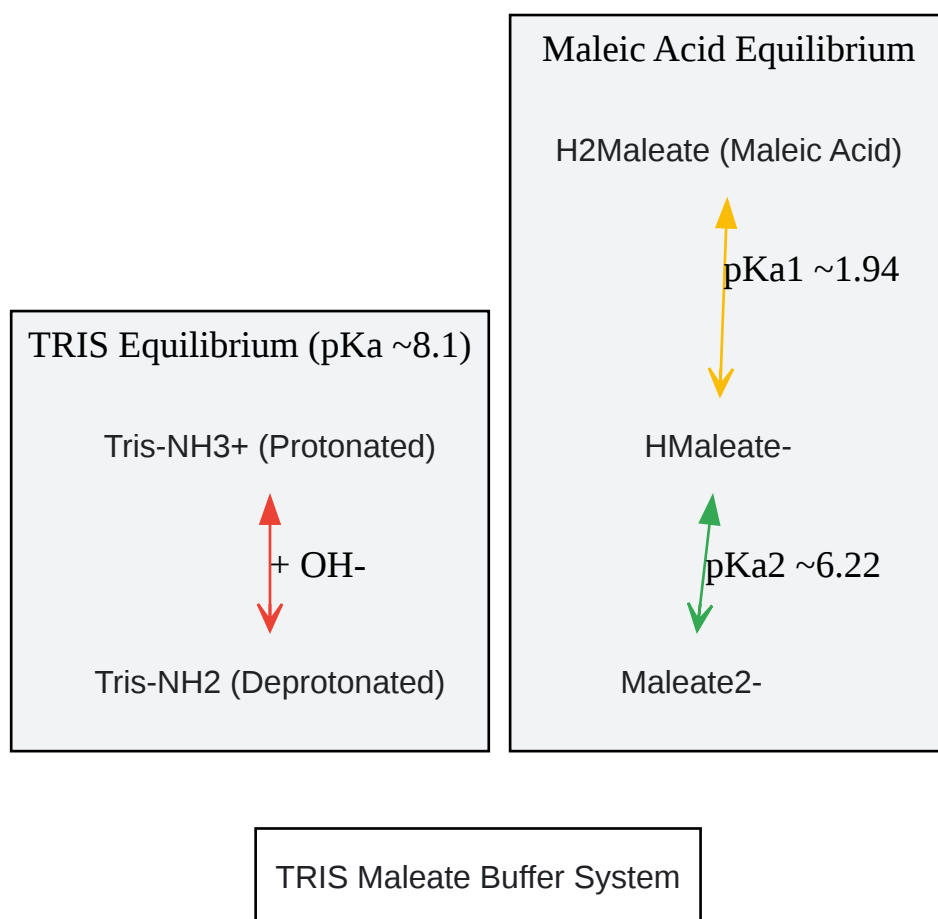 Maleic Acid Equilibrium
H2Maleate (Maleic Acid)
pKa1 ~1.94
HMaleate-
pKa2 ~6.22
Maleate2-
TRIS Equilibrium (pKa ~8.1)
Tris-NH3+ (Protonated)
+ OH-
Tris-NH2 (Deprotonated)
TRIS Maleate Buffer System